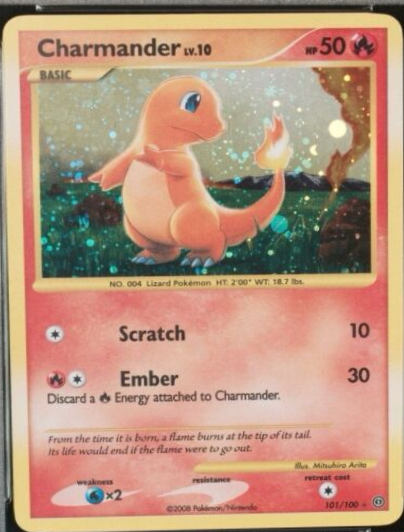 Charmander LV.10 HP 50
BASIC
NO. 004 Lizard Pokémon HT: 2'00" WT: 18.7 lbs.
Scratch 10
Ember 30
Discard a Energy attached to Charmander.
From the time it is born, a flame burns at the tip of its tail.
Its life would end if the flame were to go out.
Illus. Mitsuhiro Arita
weakness resistance retreat cost
×2
©2008 Pokémon/Nintendo 101/100 ★